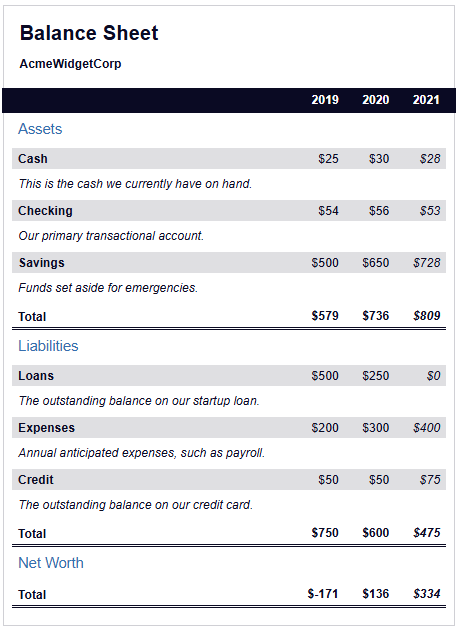 Balance Sheet
AcmeWidgetCorp
2019 2020 2021
Assets
Cash $25 $30 $28
This is the cash we currently have on hand.
Checking $54 $56 $53
Our primary transactional account.
Savings $500 $650 $728
Funds set aside for emergencies.
Total $579 $736 $809
Liabilities
Loans $500 $250 $0
The outstanding balance on our startup loan.
Expenses $200 $300 $400
Annual anticipated expenses, such as payroll.
Credit $50 $50 $75
The outstanding balance on our credit card.
Total $750 $600 $475
Net Worth
Total $-171 $136 $334